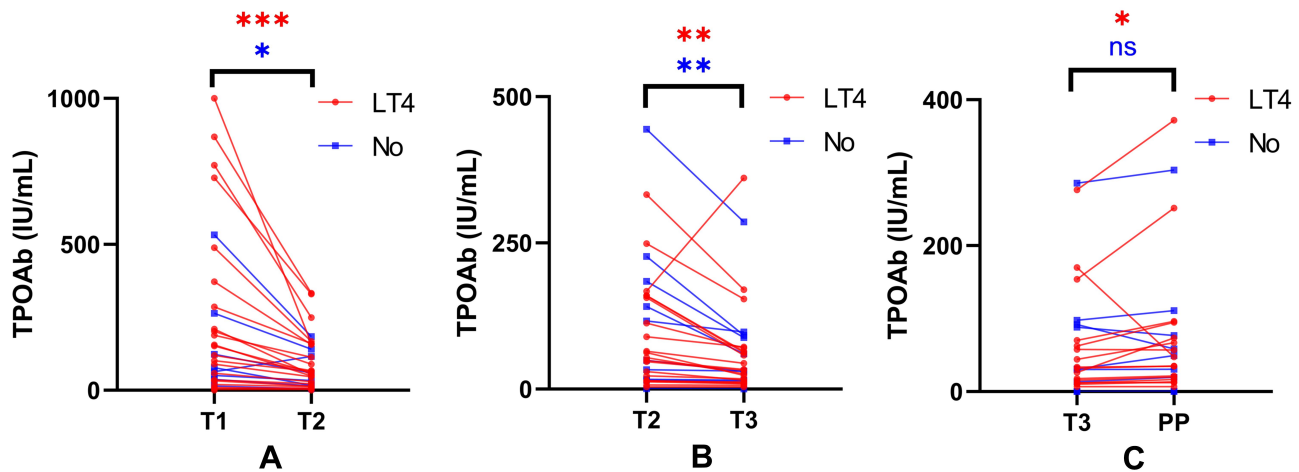 ***
*
1000
500
0
TPOAb (IU/mL)
LT4
No
T1 T2
A
**
**
500
250
0
TPOAb (IU/mL)
LT4
No
T2 T3
B
*
ns
400
200
0
TPOAb (IU/mL)
LT4
No
T3 PP
C